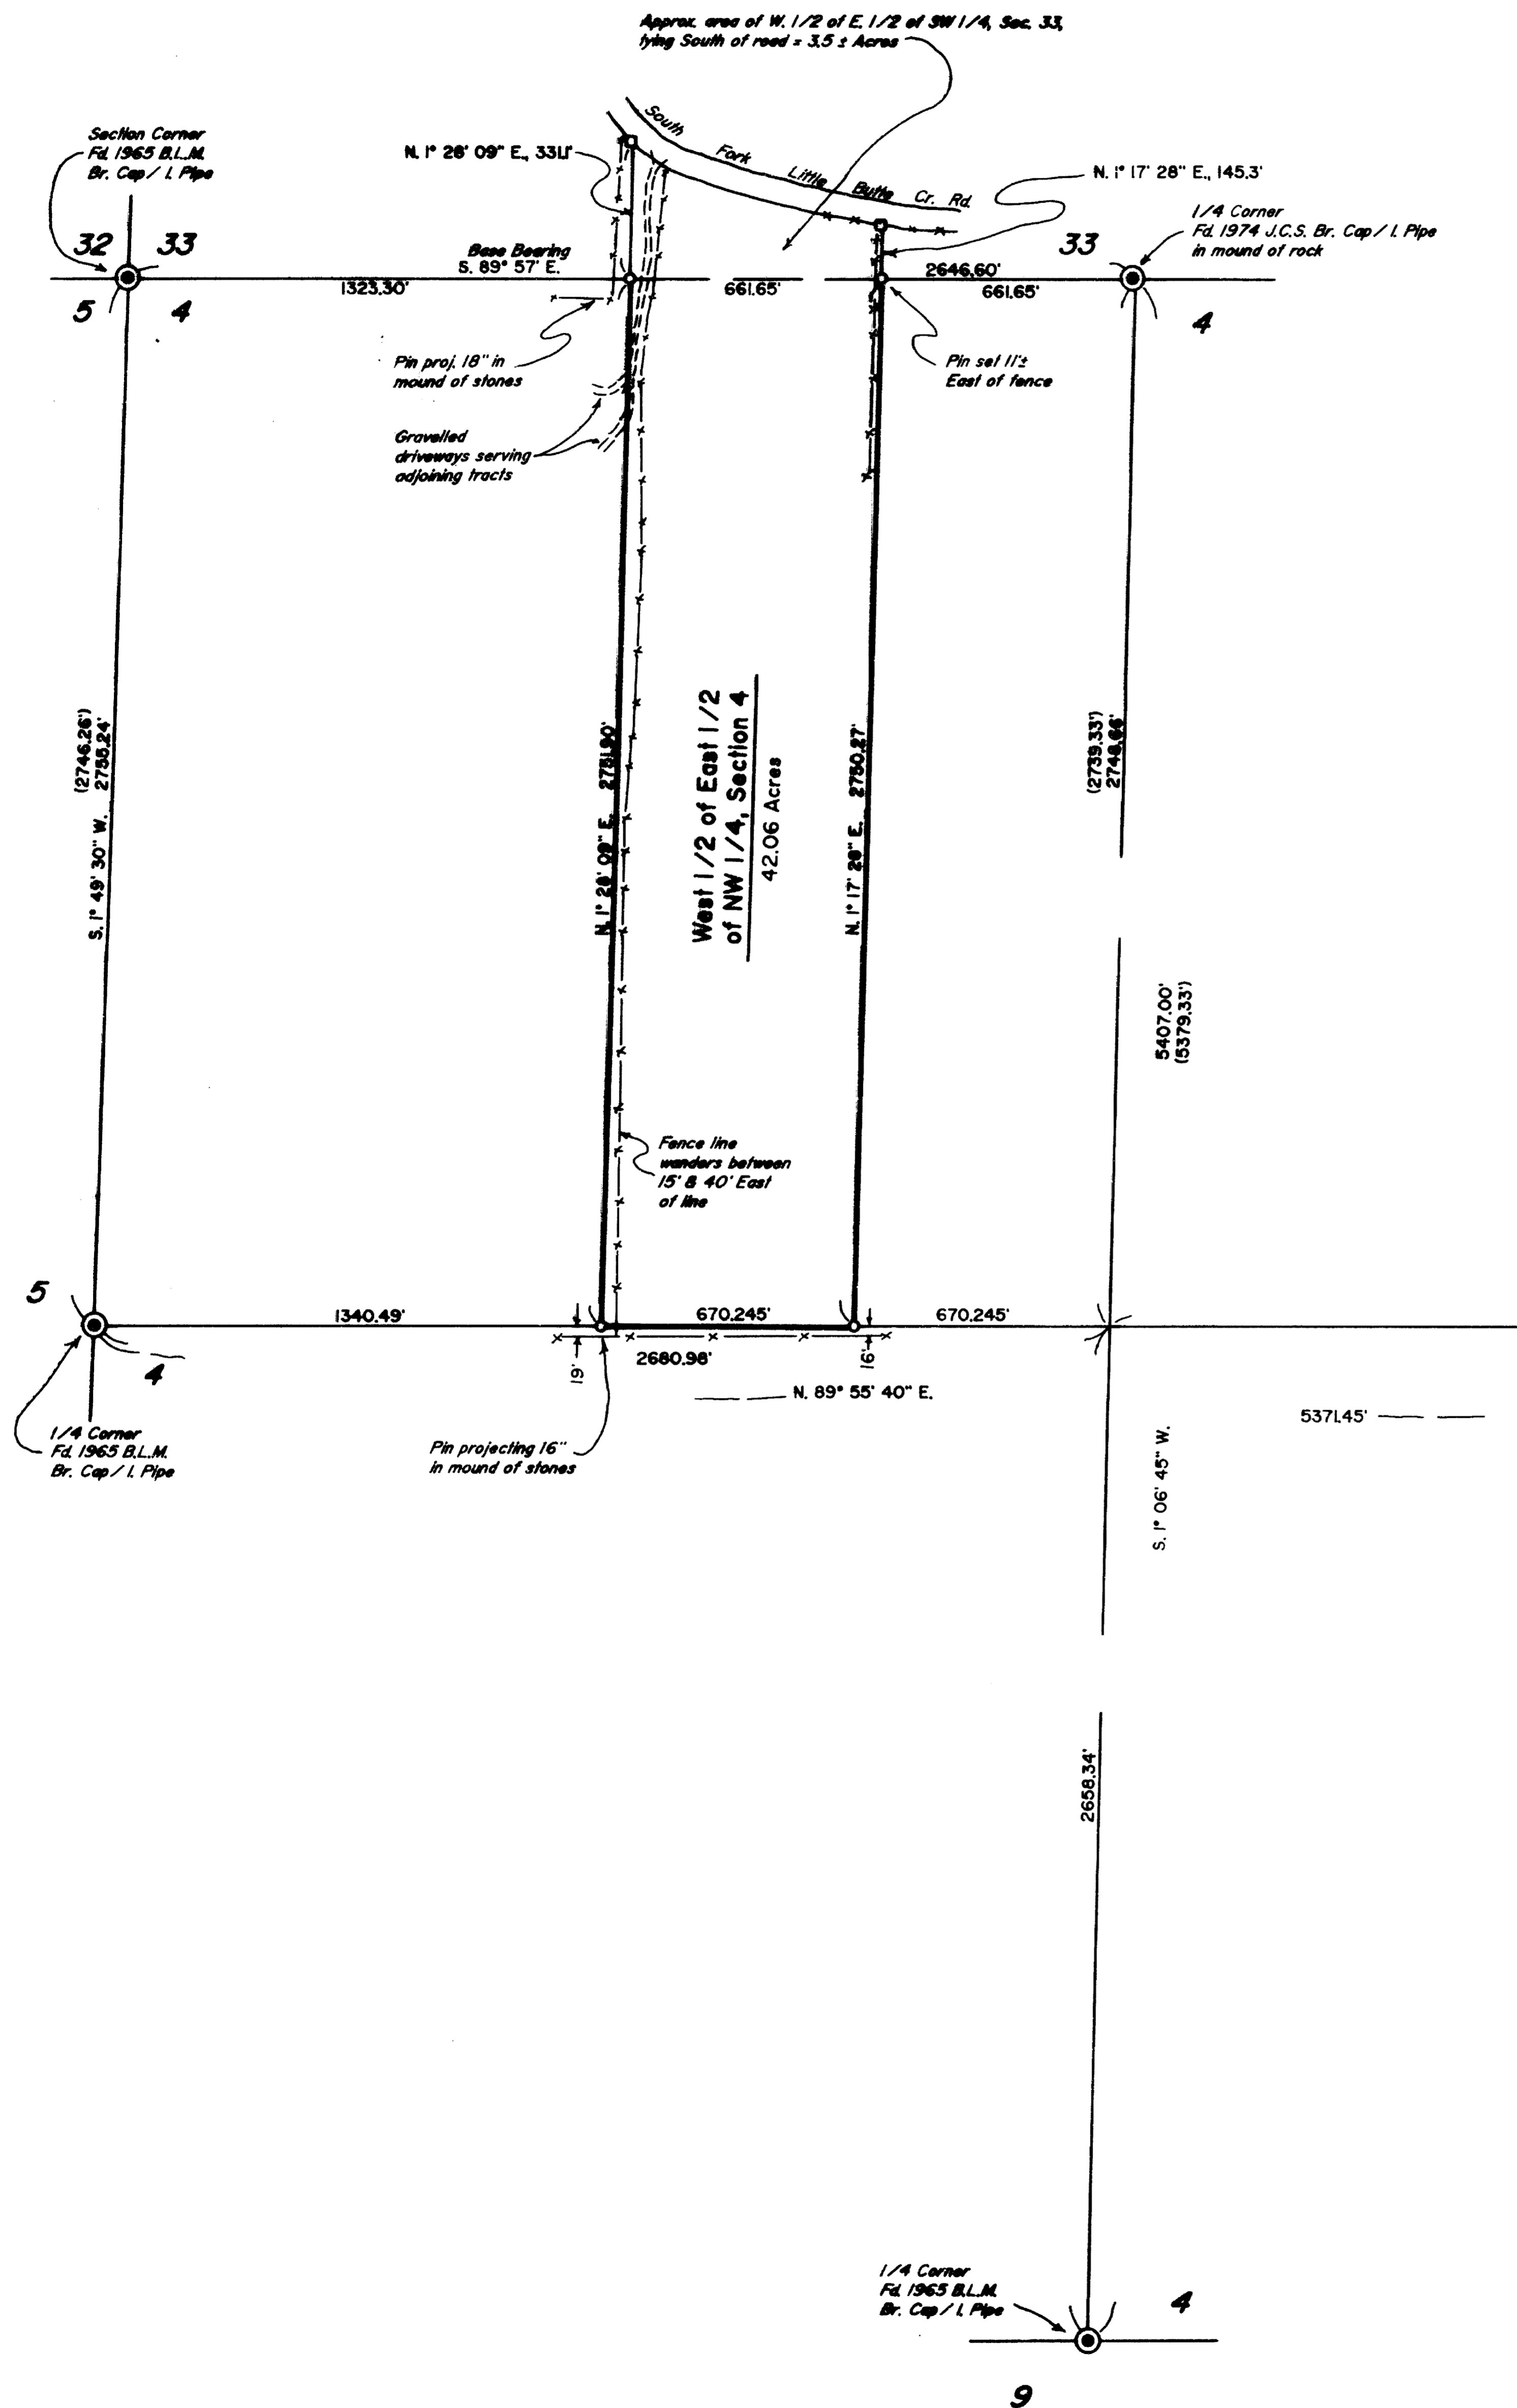 Approx. area of W. 1/2 of E. 1/2 of SW 1/4, Sec. 33,
lying South of road = 3.5 ± Acres
Section Corner
Fd. 1965 B.L.M.
Br. Cap / I. Pipe
N. 1° 28' 09" E., 331.1'
South Fork Little Butte Cr. Rd.
N. 1° 17' 28" E., 145.3'
1/4 Corner
Fd. 1974 J.C.S. Br. Cap / I. Pipe
in mound of rock
32 33
33
Base Bearing
S. 89° 57' E.
1323.30'
661.65'
2646.60'
661.65'
5 4
4
Pin proj. 18" in
mound of stones
Pin set 11'±
East of fence
Gravelled
driveways serving
adjoining tracts
(2746.26')
S. 1° 49' 30" W. 2755.24'
N. 1° 28' 09" E. 2751.90'
West 1/2 of East 1/2
of NW 1/4, Section 4
42.06 Acres
N. 1° 17' 28" E. 2750.27'
(2739.33')
2748.66'
5407.00'
(5379.33')
Fence line
wanders between
15' & 40' East
of line
5
1340.49'
670.245'
670.245'
4
19'
2680.98'
16'
N. 89° 55' 40" E.
5371.45'
1/4 Corner
Fd. 1965 B.L.M.
Br. Cap / I. Pipe
Pin projecting 16"
in mound of stones
S. 1° 06' 45" W.
2658.34'
1/4 Corner
Fd. 1965 B.L.M.
Br. Cap / I. Pipe
4
9